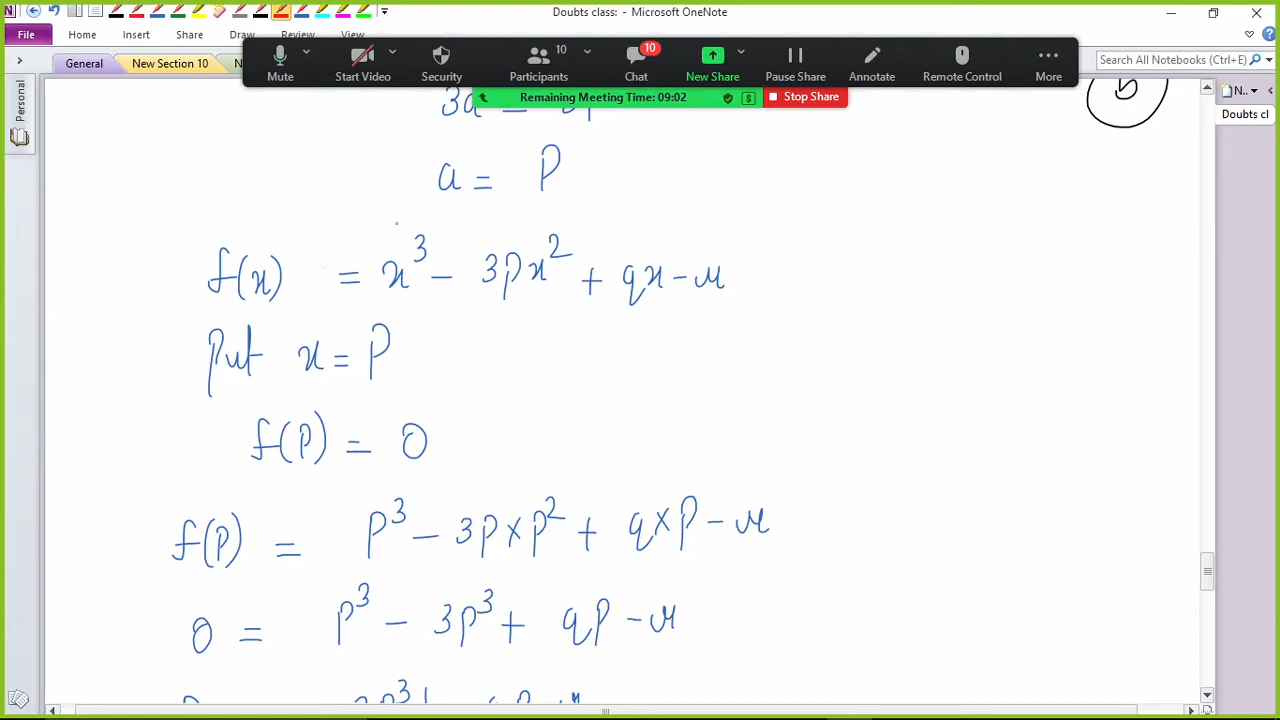 Doubts class: - Microsoft OneNote
File Home Insert Share Draw Review View
General New Section 10
Search All Notebooks (Ctrl+E)
10 10
Mute Start Video Security Participants Chat New Share Pause Share Annotate Remote Control More
Remaining Meeting Time: 09:02 Stop Share
Personal
N..
Doubts cl
3a =
a = P
f(x) = x³ - 3px² + qx - r
Put x = P
f(P) = 0
f(P) = P³ - 3P×P² + q×P - r
0 = P³ - 3P³ + qP - r